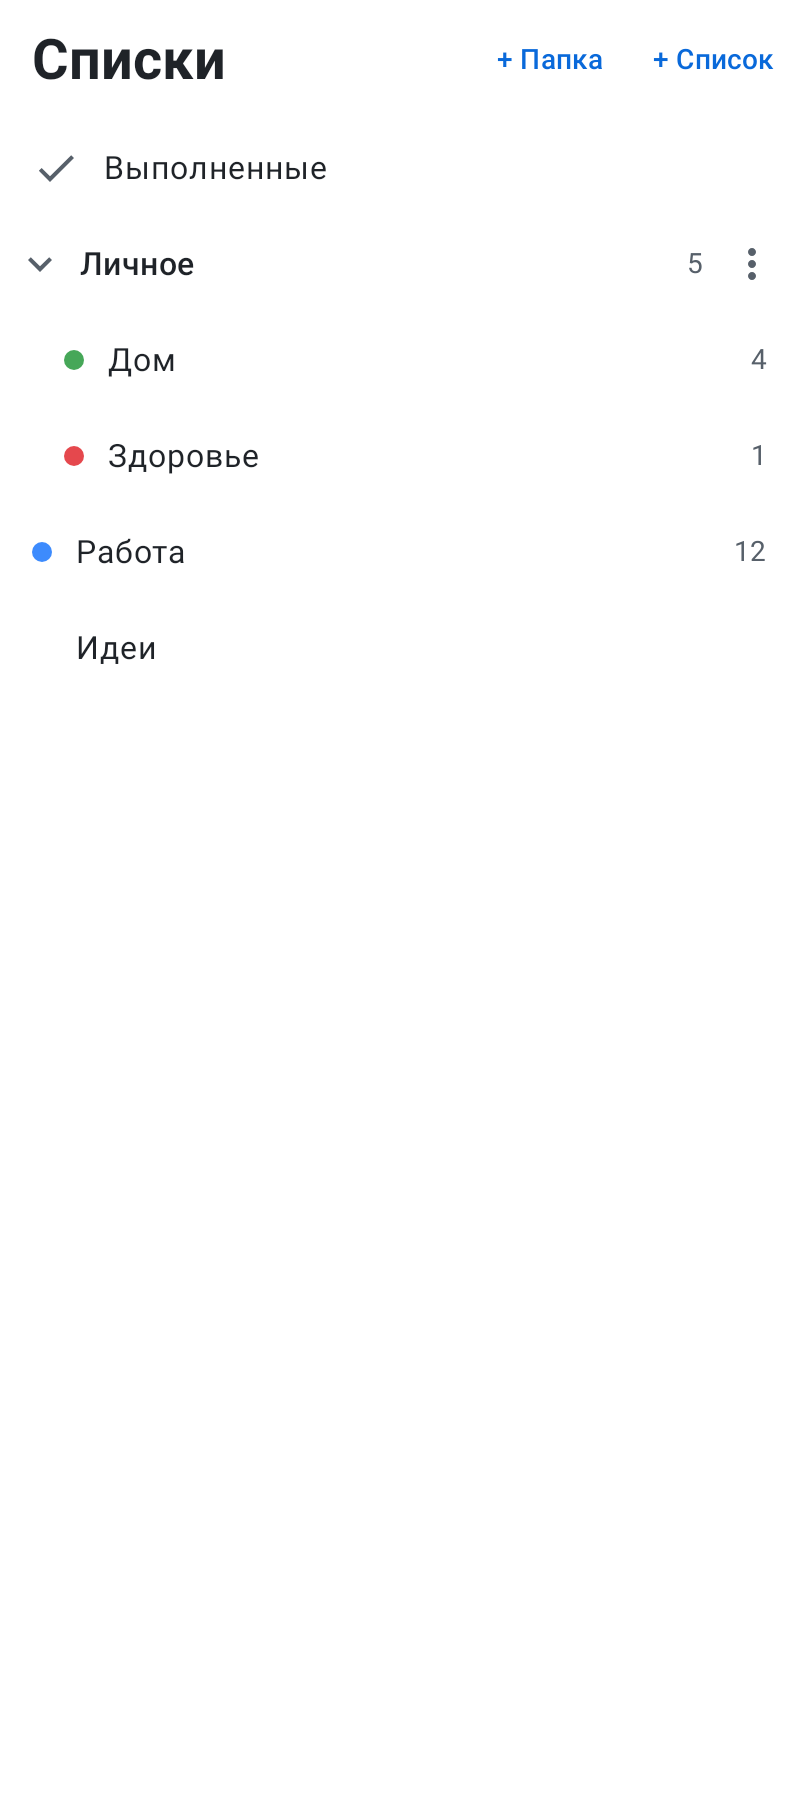 Списки + Папка + Список
Выполненные
Личное 5
Дом 4
Здоровье 1
Работа 12
Идеи